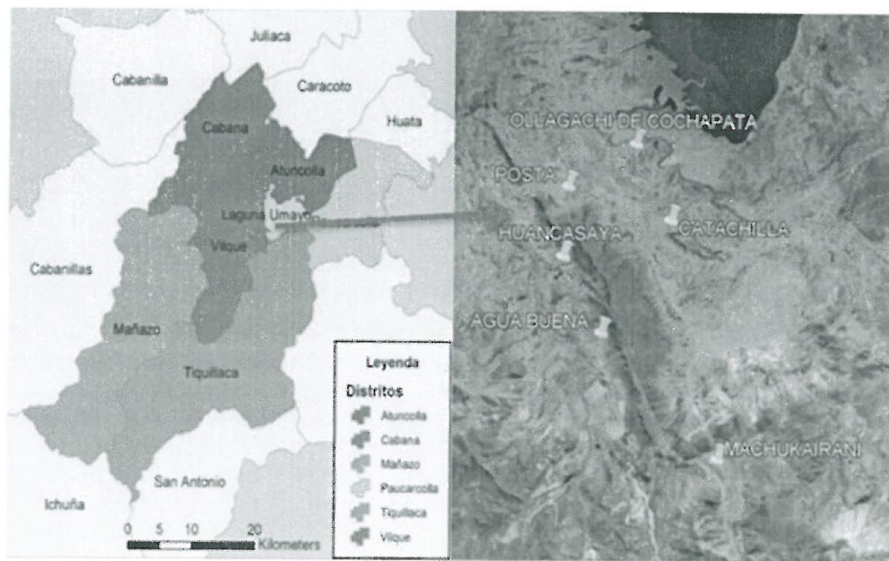 Juliaca
Cabanilla
Caracoto
Huata
Cabana
Atuncolla
Laguna Umayo
Vilque
Cabanillas
Mañazo
Tiquillaca
San Antonio
Ichuña
0 5 10 20
Kilometers
Leyenda
Distritos
Atuncolla
Cabana
Mañazo
Paucarcolla
Tiquillaca
Vilque
OLLAGACHI DE COCHAPATA
POSTA
CATACHILLA
HUANCASAYA
AGUA BUENA
MACHUKAIRANI